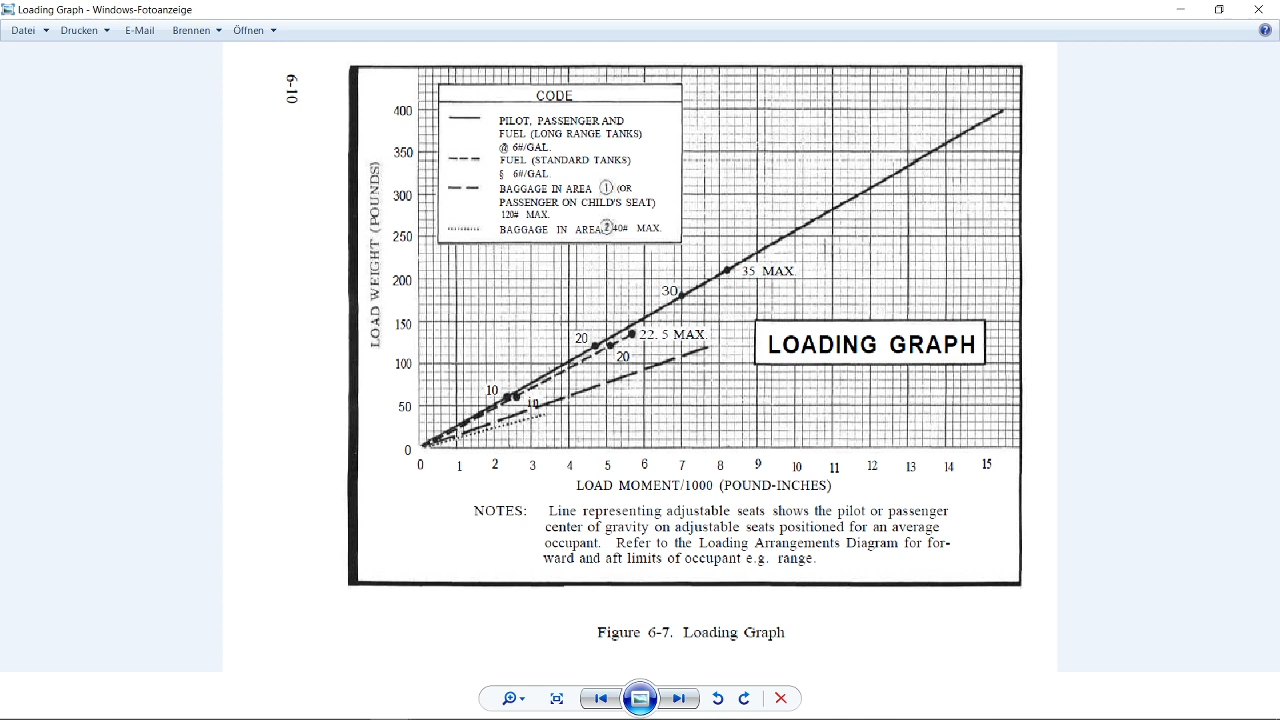 Loading Graph - Windows-Fotoanzeige
Datei Drucken E-Mail Brennen Öffnen
6-10
CODE
PILOT, PASSENGER AND
FUEL (LONG RANGE TANKS)
@ 6#/GAL.
FUEL (STANDARD TANKS)
§ 6#/GAL.
BAGGAGE IN AREA 1 (OR
PASSENGER ON CHILD'S SEAT)
120# MAX.
BAGGAGE IN AREA 2 40# MAX.
LOAD WEIGHT (POUNDS)
400
350
300
250
200
150
100
50
0
35 MAX.
30
20
22. 5 MAX.
20
10
in
LOADING GRAPH
0 1 2 3 4 5 6 7 8 9 10 11 12 13 14 15
LOAD MOMENT/1000 (POUND-INCHES)
NOTES: Line representing adjustable seats shows the pilot or passenger
center of gravity on adjustable seats positioned for an average
occupant. Refer to the Loading Arrangements Diagram for for-
ward and aft limits of occupant e.g. range.
Figure 6-7. Loading Graph